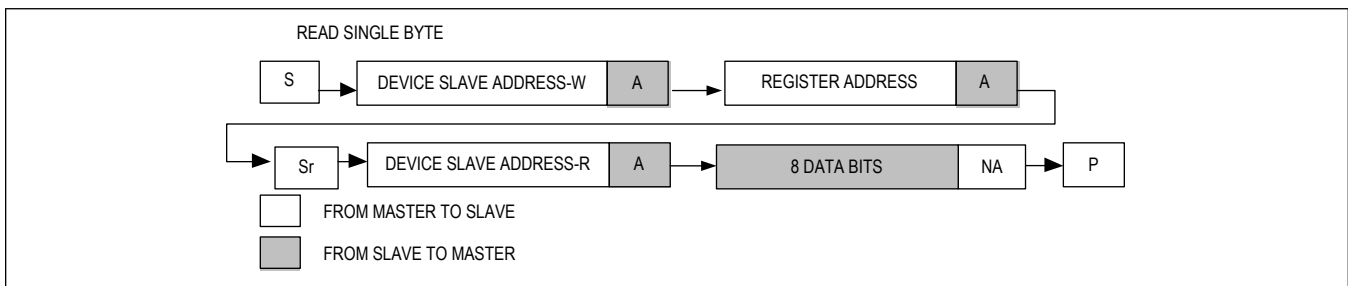 READ SINGLE BYTE
S DEVICE SLAVE ADDRESS-W A REGISTER ADDRESS A
Sr DEVICE SLAVE ADDRESS-R A 8 DATA BITS NA P
FROM MASTER TO SLAVE
FROM SLAVE TO MASTER